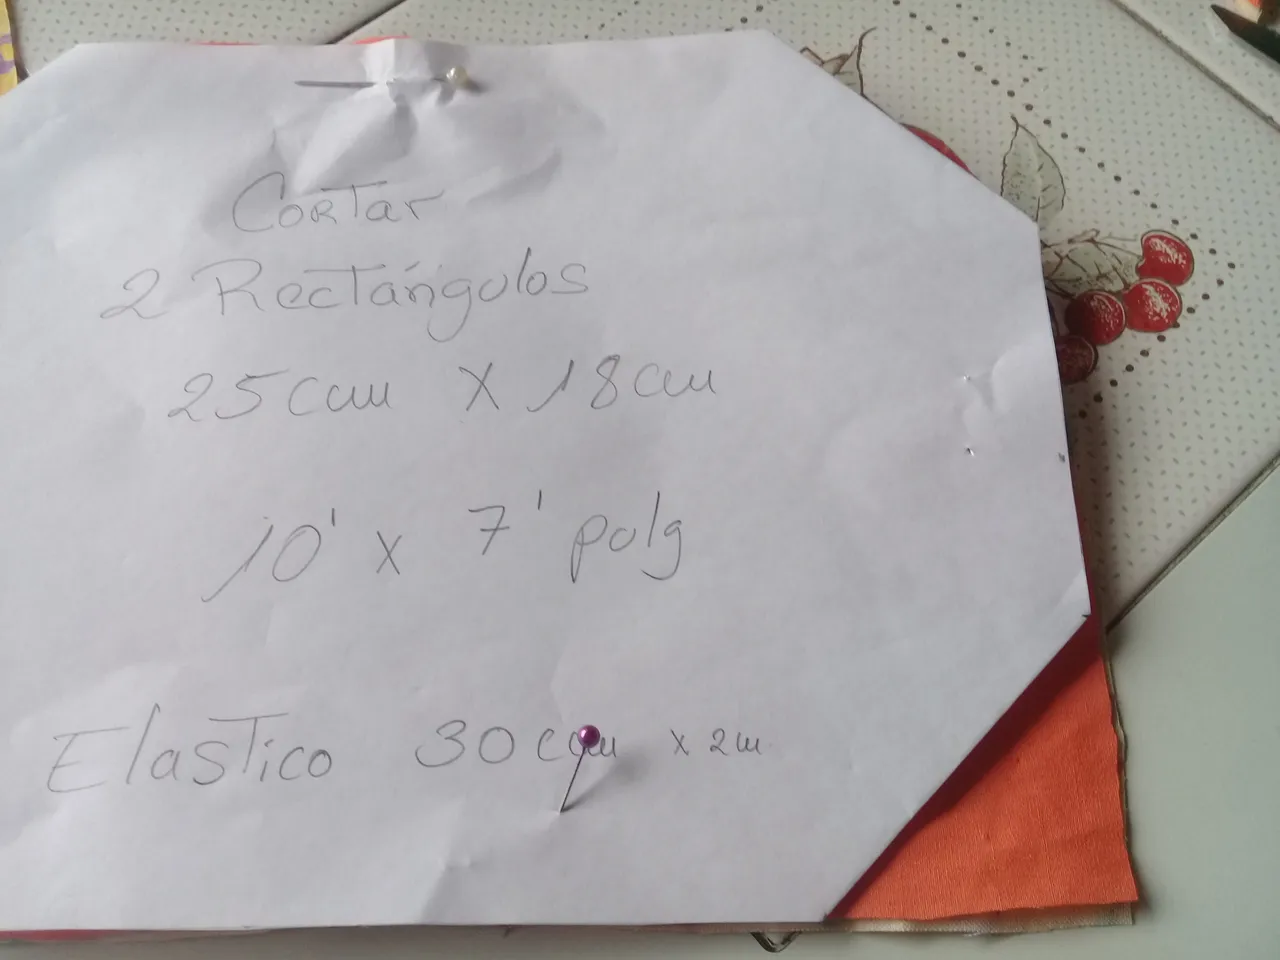 Cortar
2 Rectángulos
25cm x 18cm
10' x 7' polg
Elastico 30cm x 2m